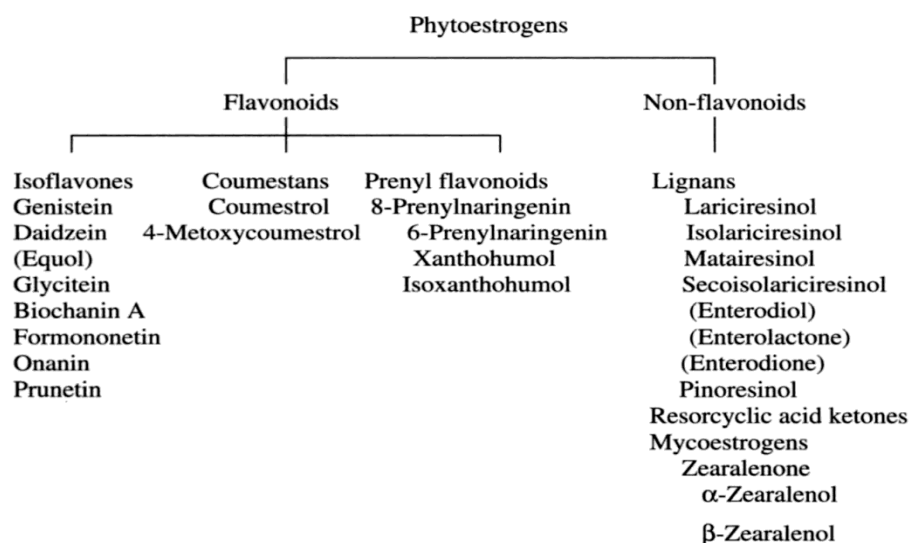 Phytoestrogens
Flavonoids
Non-flavonoids
Isoflavones
Genistein
Daidzein
(Equol)
Glycitein
Biochanin A
Formononetin
Onanin
Prunetin
Coumestans
Coumestrol
4-Metoxycoumestrol
Prenyl flavonoids
8-Prenylnaringenin
6-Prenylnaringenin
Xanthohumol
Isoxanthohumol
Lignans
Lariciresinol
Isolariciresinol
Matairesinol
Secoisolariciresinol
(Enterodiol)
(Enterolactone)
(Enterodione)
Pinoresinol
Resorcyclic acid ketones
Mycoestrogens
Zearalenone
α-Zearalenol
β-Zearalenol